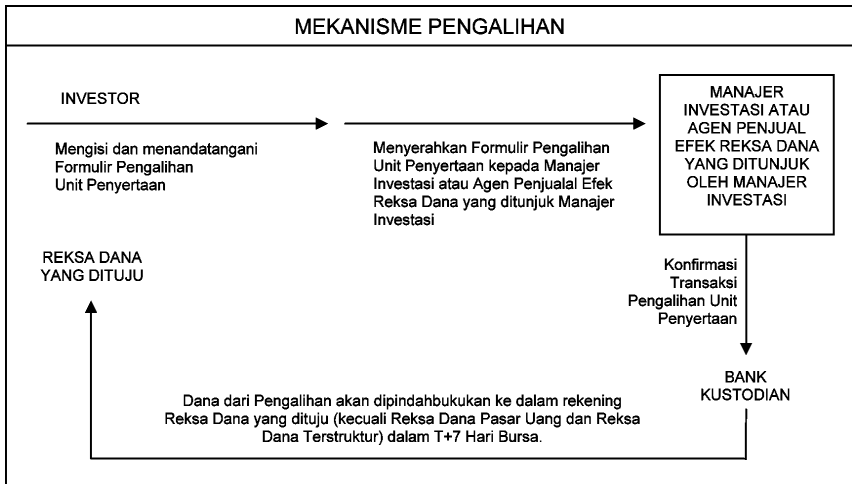 MEKANISME PENGALIHAN
INVESTOR
Mengisi dan menandatangani
Formulir Pengalihan
Unit Penyertaan
Menyerahkan Formulir Pengalihan
Unit Penyertaan kepada Manajer
Investasi atau Agen Penjualal Efek
Reksa Dana yang ditunjuk Manajer
Investasi
MANAJER
INVESTASI ATAU
AGEN PENJUAL
EFEK REKSA DANA
YANG DITUNJUK
OLEH MANAJER
INVESTASI
Konfirmasi
Transaksi
Pengalihan Unit
Penyertaan
BANK
KUSTODIAN
Dana dari Pengalihan akan dipindahbukukan ke dalam rekening
Reksa Dana yang dituju (kecuali Reksa Dana Pasar Uang dan Reksa
Dana Terstruktur) dalam T+7 Hari Bursa.
REKSA DANA
YANG DITUJU